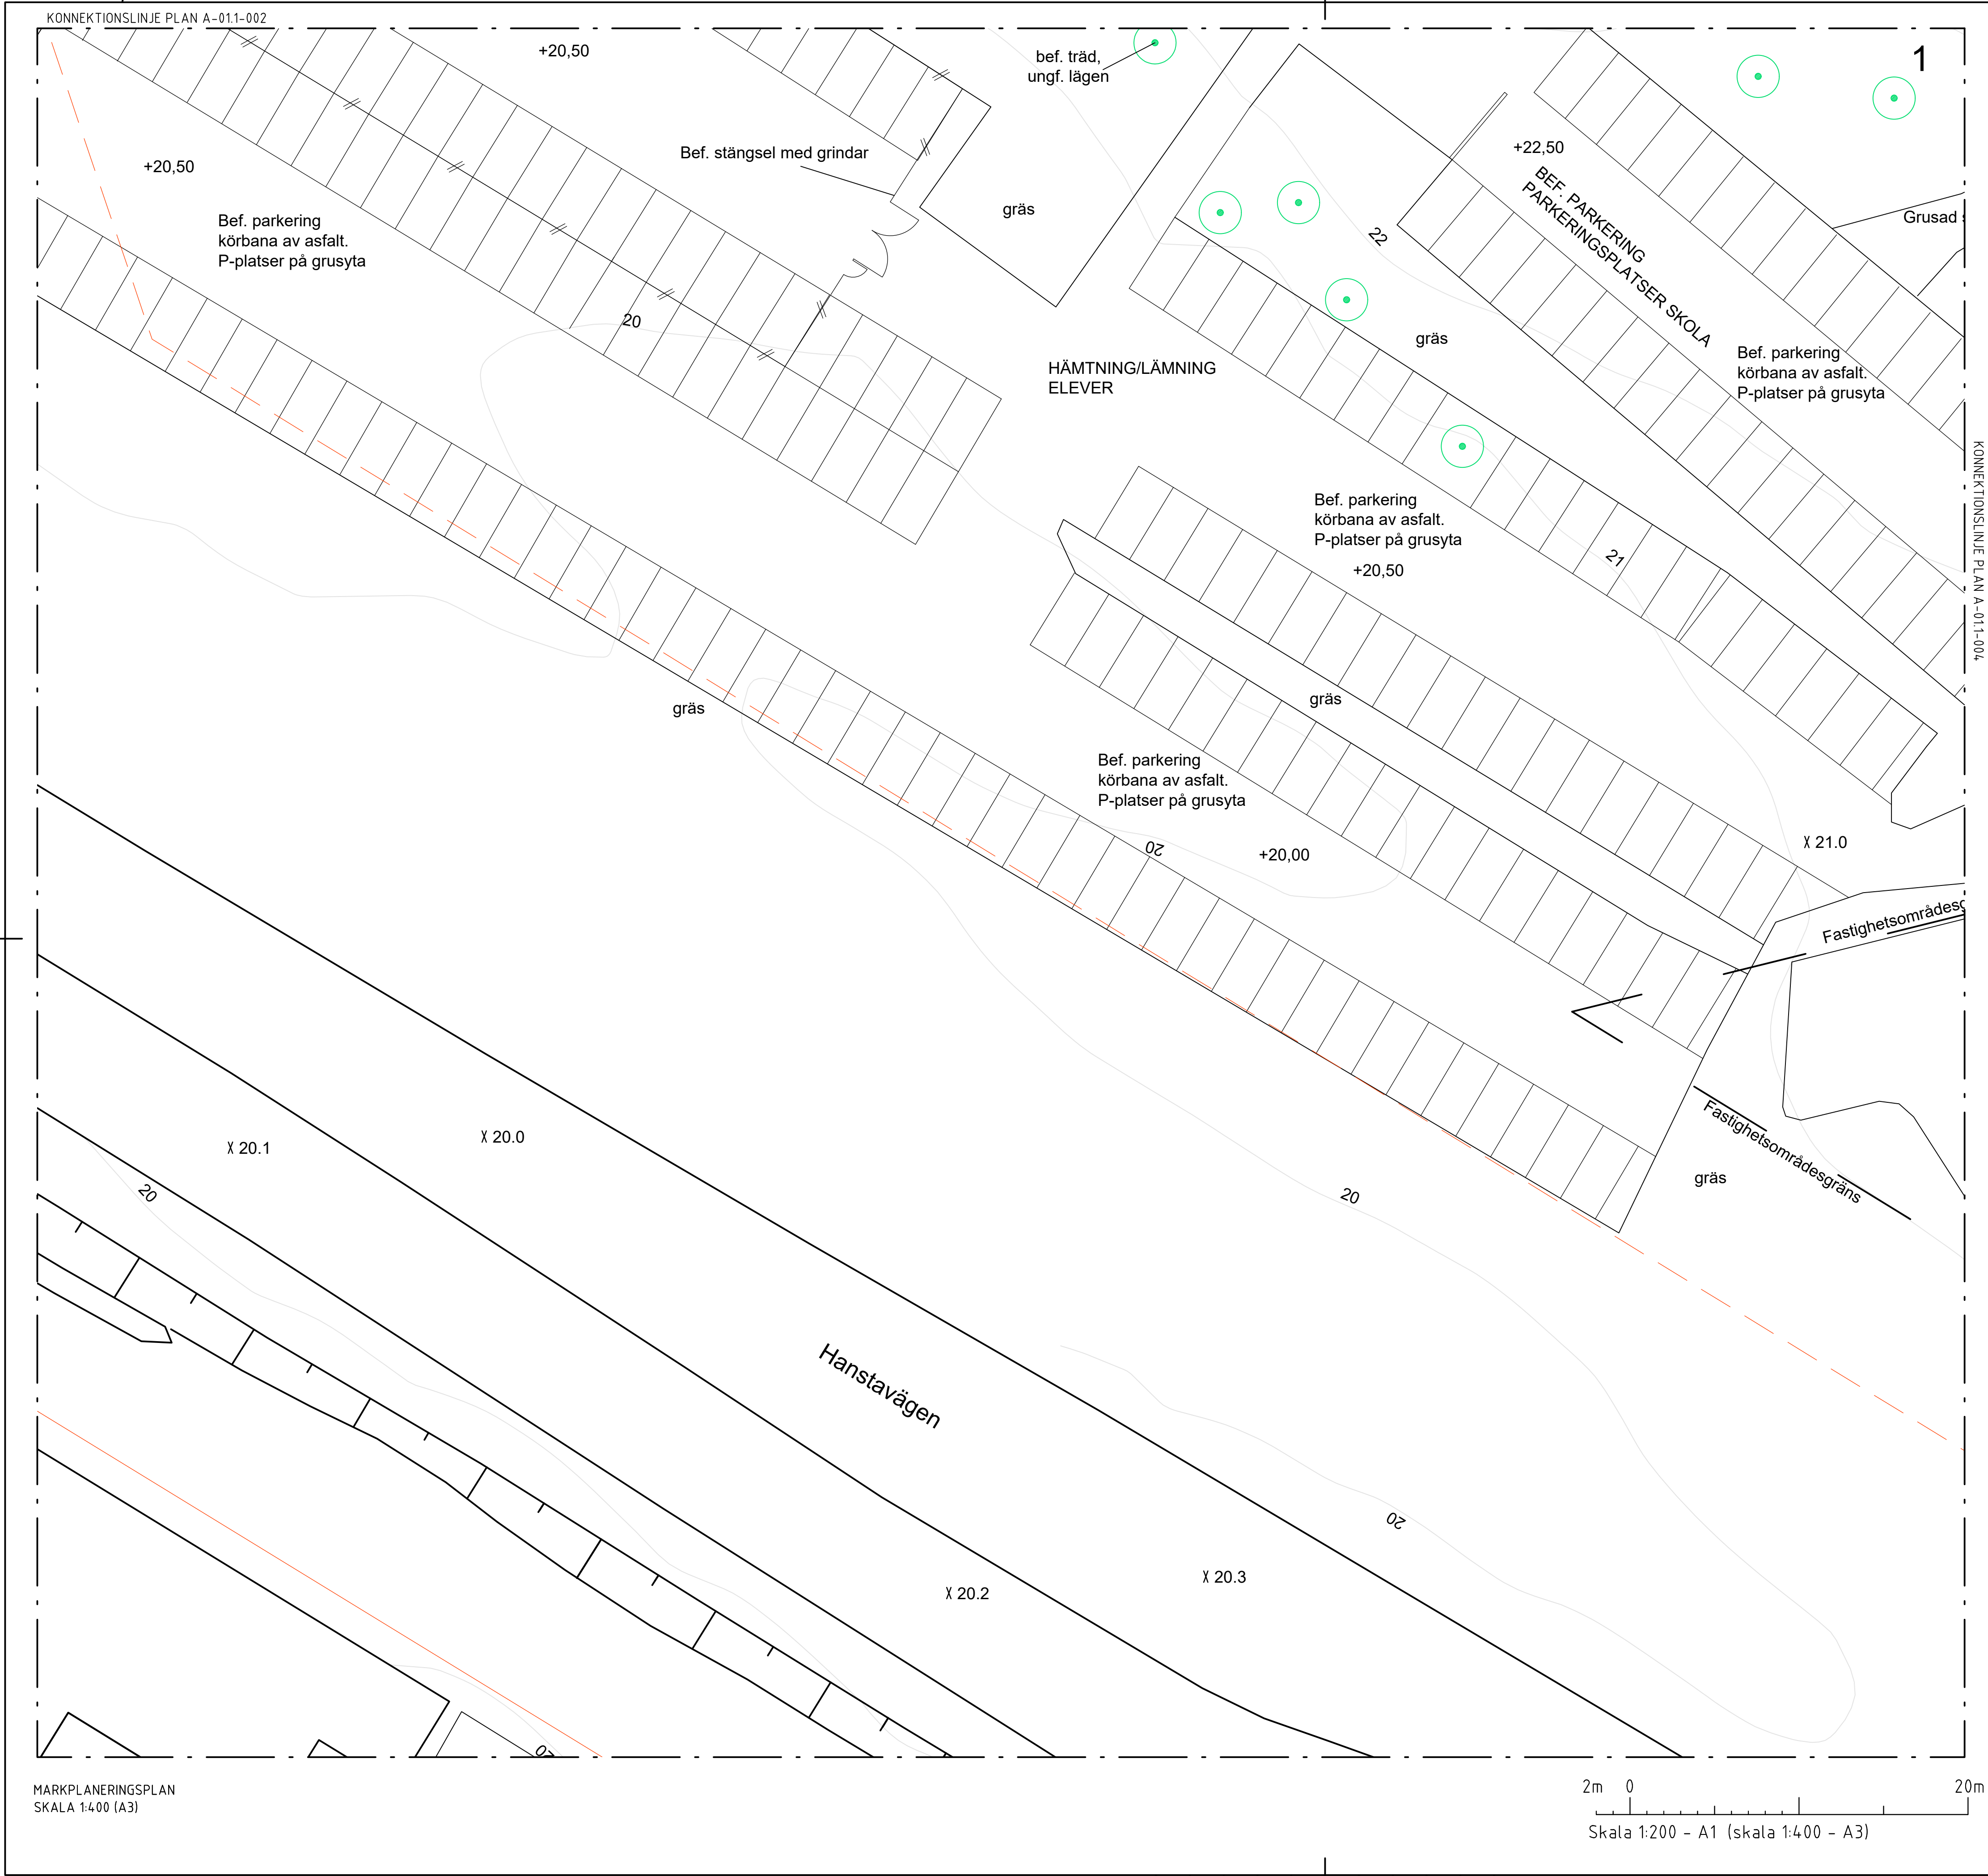 KONNEKTIONSLINJE PLAN A-01.1-002
1
+20,50
bef. träd,
ungf. lägen
+22,50
Bef. stängsel med grindar
+20,50
BEF. PARKERING
PARKERINGSPLATSER SKOLA
gräs
Grusad
Bef. parkering
körbana av asfalt.
P-platser på grusyta
22
20
gräs
Bef. parkering
körbana av asfalt.
P-platser på grusyta
HÄMTNING/LÄMNING
ELEVER
KONNEKTIONSLINJE PLAN A-01.1-004
Bef. parkering
körbana av asfalt.
P-platser på grusyta
+20,50
21
gräs
gräs
Bef. parkering
körbana av asfalt.
P-platser på grusyta
20
+20,00
X 21.0
Fastighetsområdesg
Fastighetsområdesgräns
gräs
X 20.1
X 20.0
20
20
Hanstavägen
20
X 20.2
X 20.3
20
MARKPLANERINGSPLAN
SKALA 1:400 (A3)
2m 0 20m
Skala 1:200 - A1 (skala 1:400 - A3)